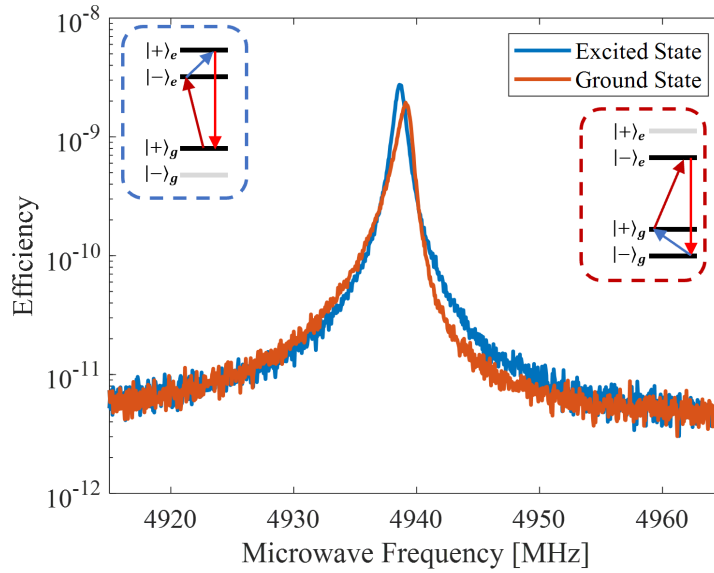 10⁻⁸
10⁻⁹
10⁻¹⁰
10⁻¹¹
10⁻¹²
Efficiency
|+⟩e
|−⟩e
|+⟩g
|−⟩g
Excited State
Ground State
|+⟩e
|−⟩e
|+⟩g
|−⟩g
4920 4930 4940 4950 4960
Microwave Frequency [MHz]